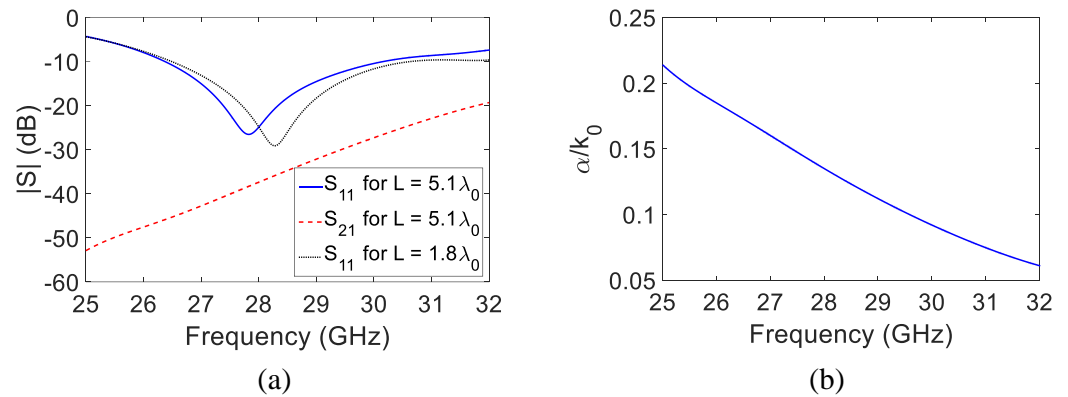 0
-10
-20
-30
-40
-50
-60
|S| (dB)
S11 for L = 5.1λ0
S21 for L = 5.1λ0
S11 for L = 1.8λ0
25 26 27 28 29 30 31 32
Frequency (GHz)
(a)
0.25
0.2
0.15
0.1
0.05
α/k0
25 26 27 28 29 30 31 32
Frequency (GHz)
(b)